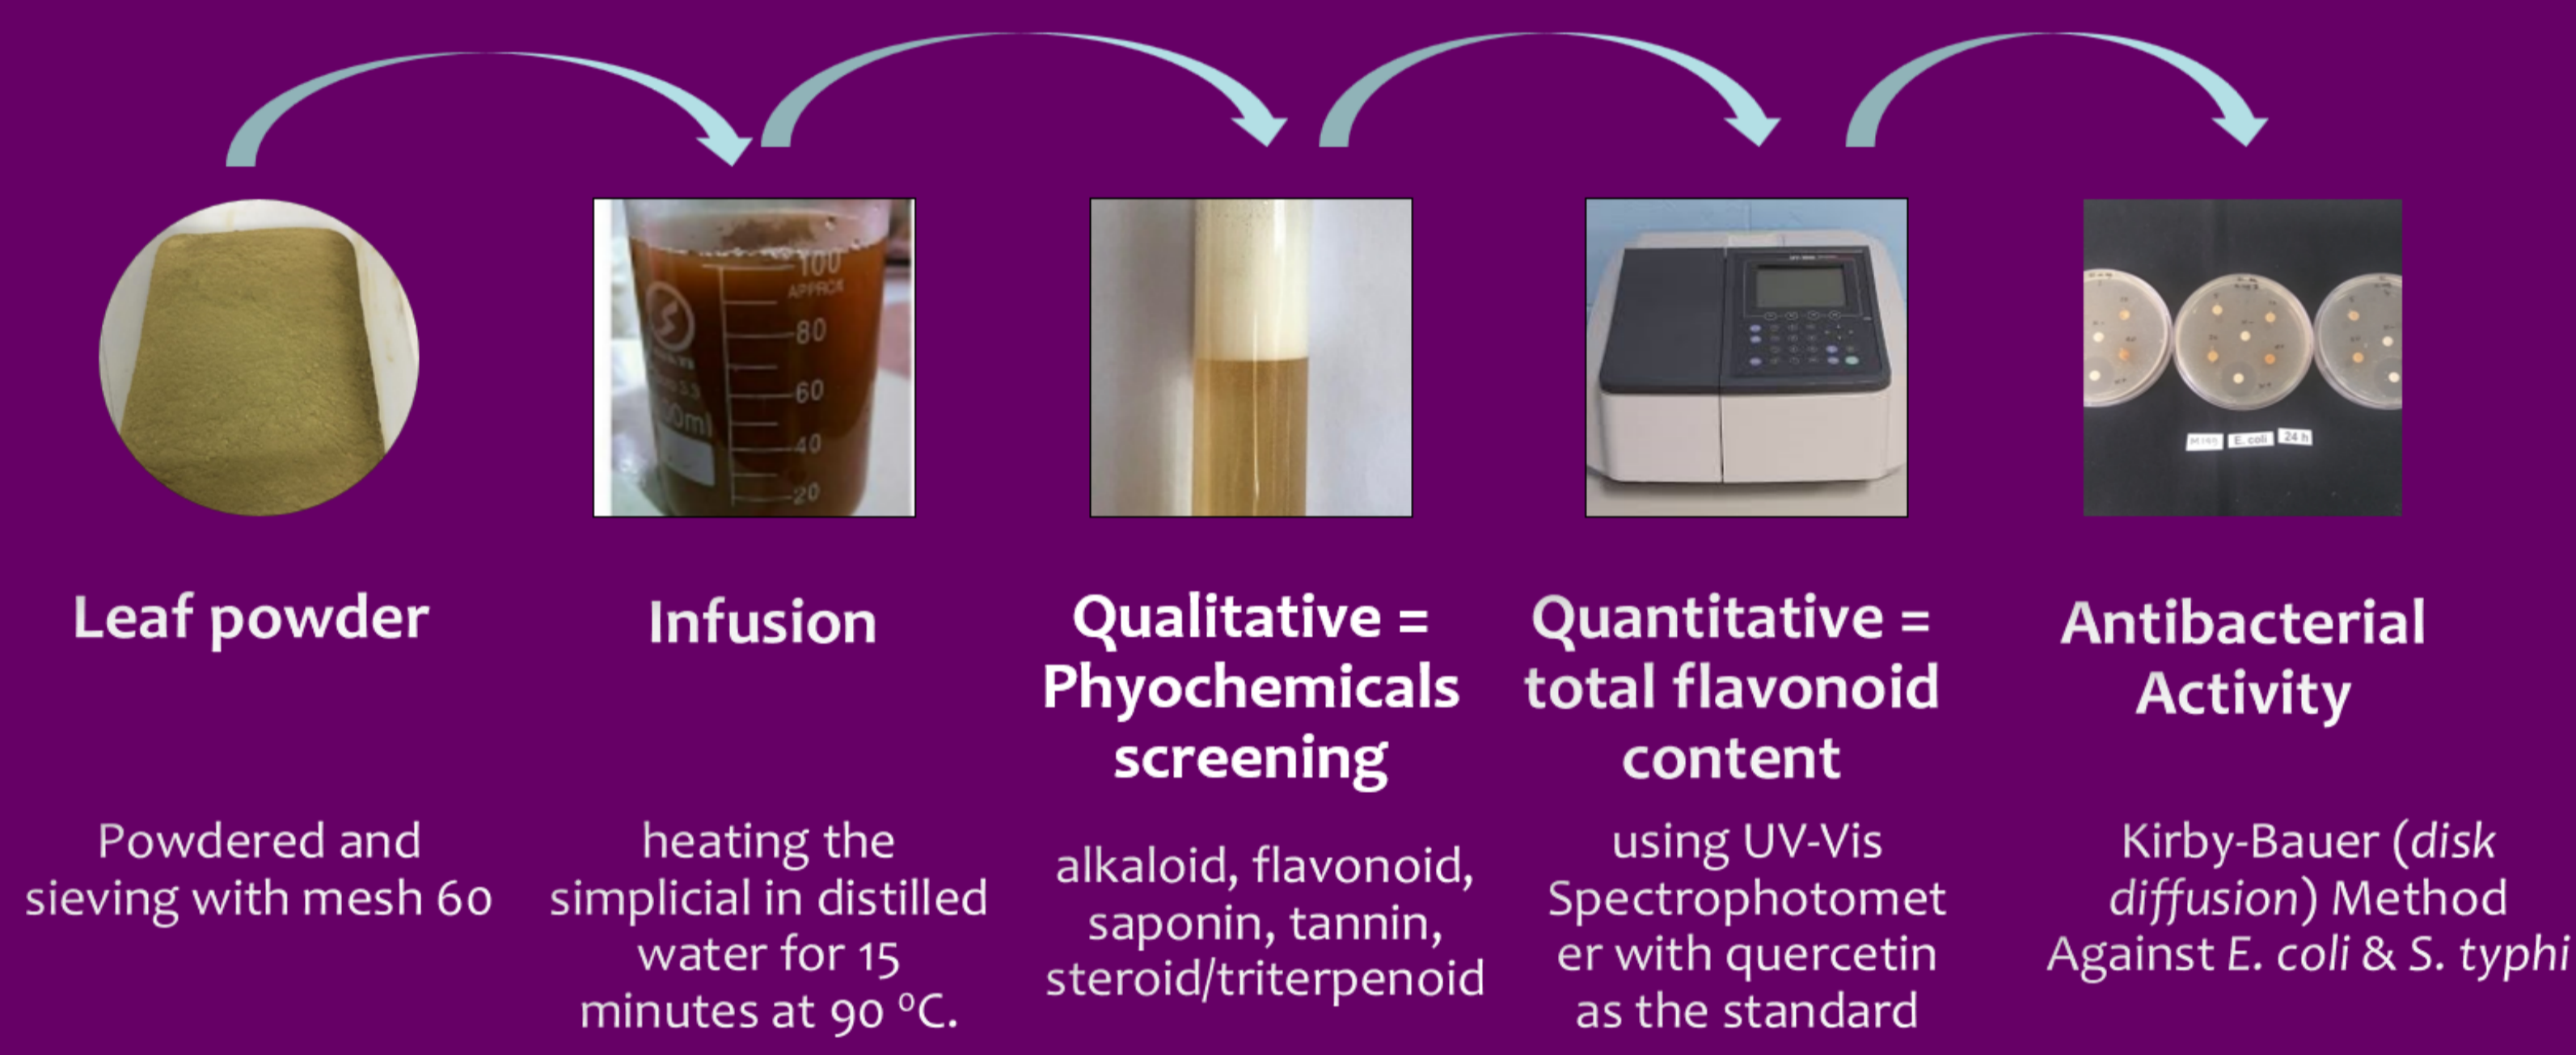 100
APPROX
80
60
40
20
E. coli
24 h
Leaf powder
Infusion
Qualitative =
Phyochemicals
screening
Quantitative =
total flavonoid
content
Antibacterial
Activity
Powdered and
sieving with mesh 60
heating the
simplicial in distilled
water for 15
minutes at 90 ⁰C.
alkaloid, flavonoid,
saponin, tannin,
steroid/triterpenoid
using UV-Vis
Spectrophotomet
er with quercetin
as the standard
Kirby-Bauer (disk
diffusion) Method
Against E. coli & S. typhi